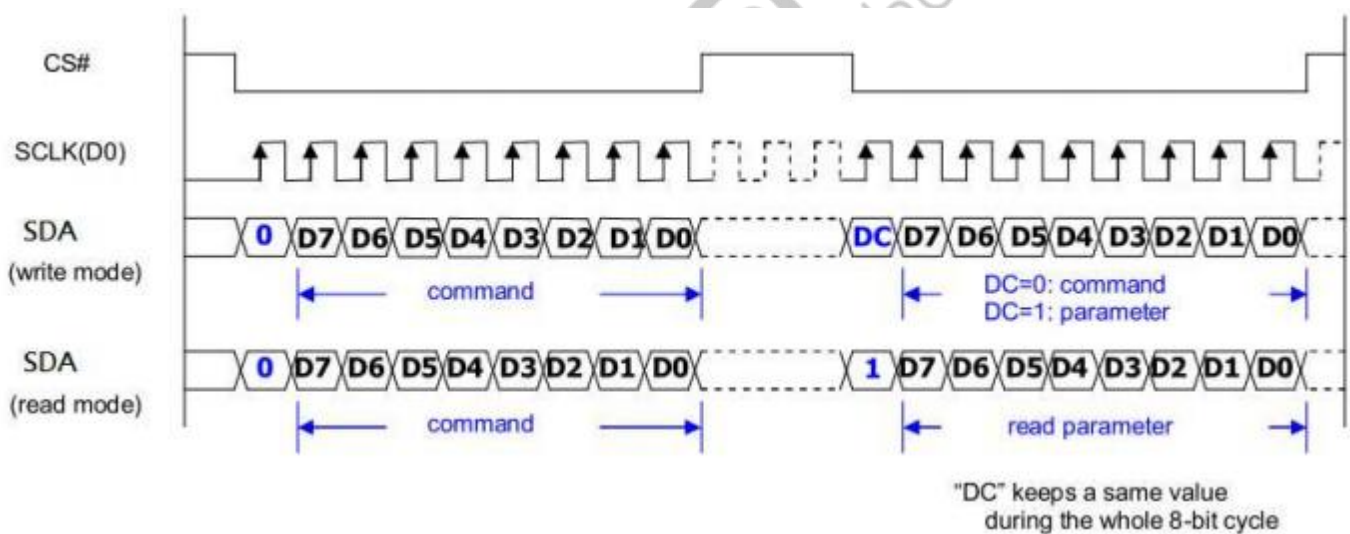 CS#
SCLK(D0)
SDA
(write mode)
0 D7 D6 D5 D4 D3 D2 D1 D0 DC D7 D6 D5 D4 D3 D2 D1 D0
command
DC=0: command
DC=1: parameter
SDA
(read mode)
0 D7 D6 D5 D4 D3 D2 D1 D0 1 D7 D6 D5 D4 D3 D2 D1 D0
command
read parameter
"DC" keeps a same value
during the whole 8-bit cycle